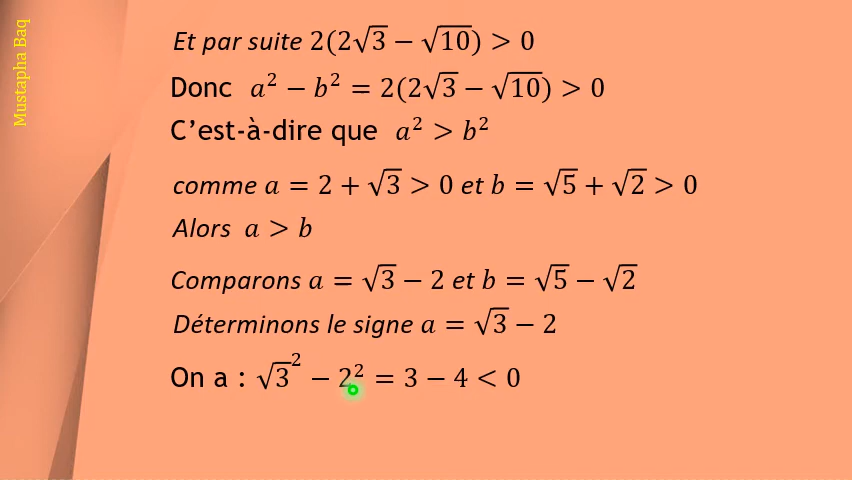 Mustapha Baq
Et par suite 2(2√3 − √10) > 0
Donc a² − b² = 2(2√3 − √10) > 0
C’est-à-dire que a² > b²
comme a = 2 + √3 > 0 et b = √5 + √2 > 0
Alors a > b
Comparons a = √3 − 2 et b = √5 − √2
Déterminons le signe a = √3 − 2
On a : √3² − 2² = 3 − 4 < 0